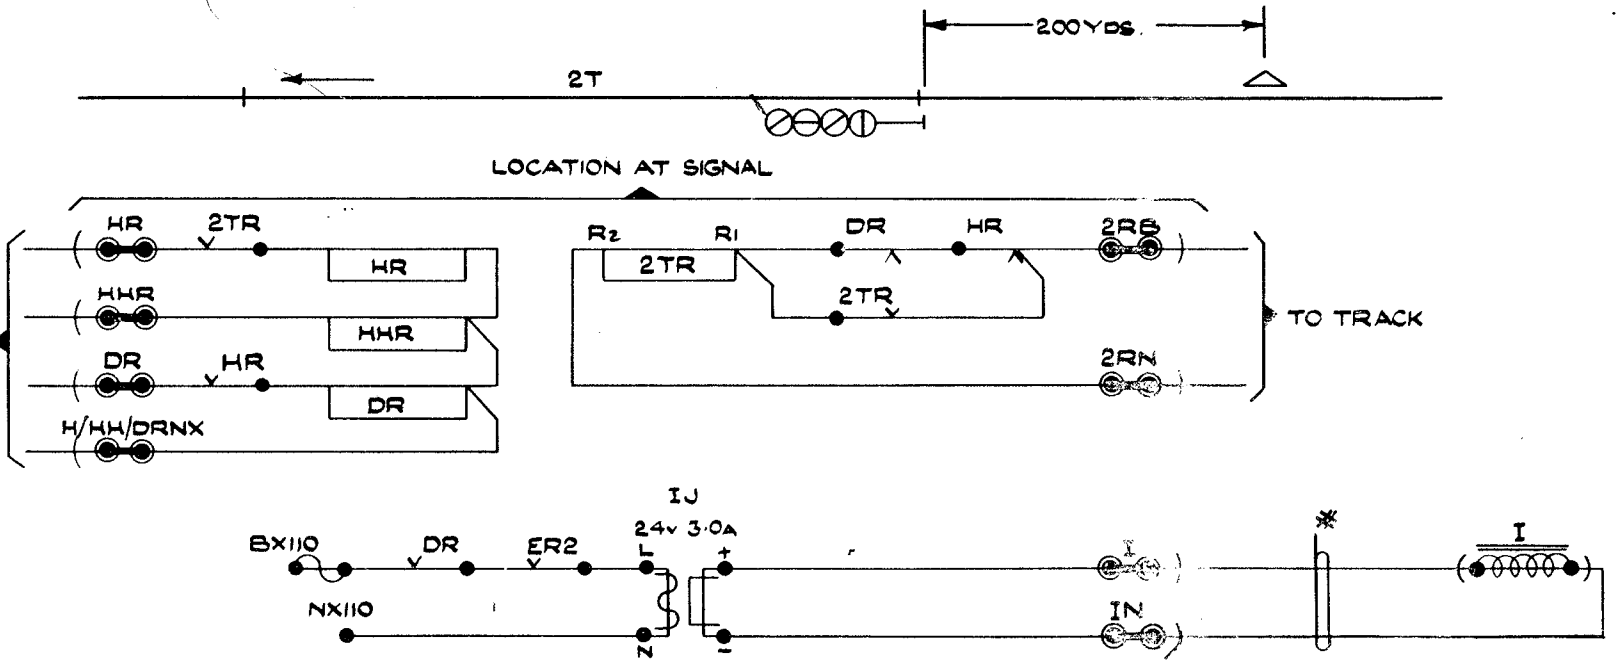 200YDS.
2T
LOCATION AT SIGNAL
HR 2TR
HR
HHR
HHR
DR HR
DR
H/HH/DRNX
R2 R1 DR HR 2RB
2TR
2TR
2RN
TO TRACK
IJ
24v 3.0A
BX110 DR ER2 L + I * I
NX110 N - IN